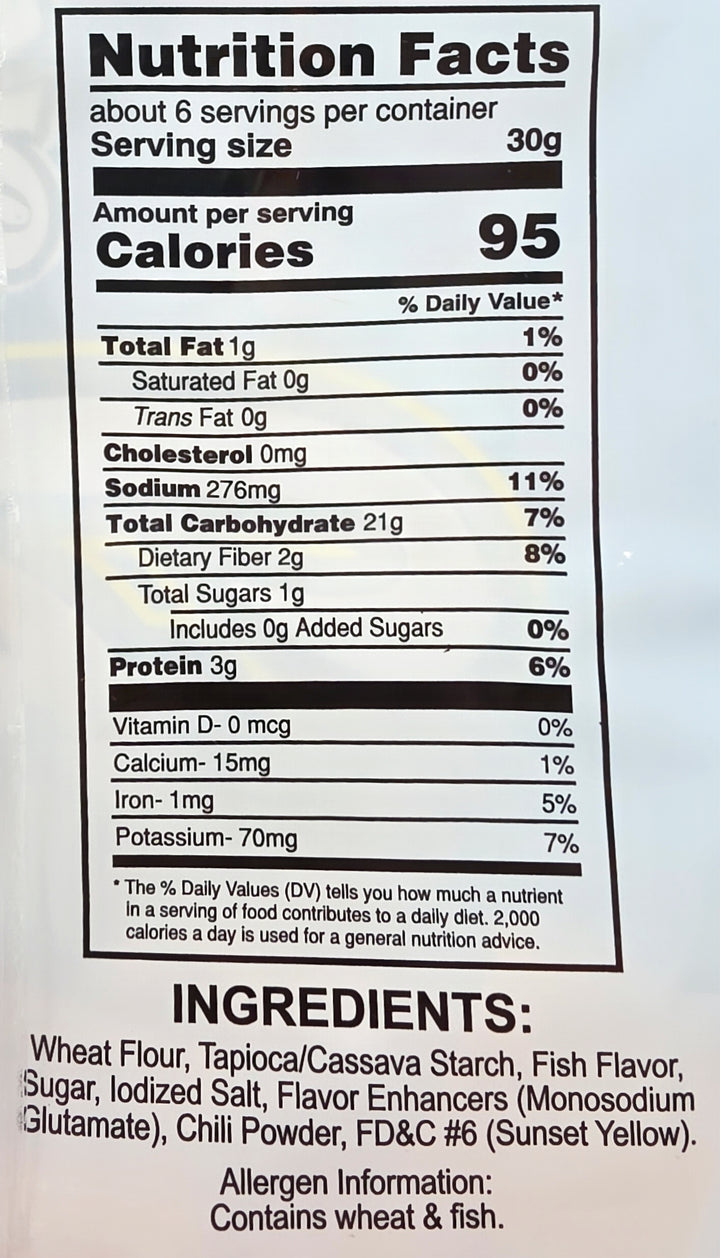 Nutrition Facts
about 6 servings per container
Serving size 30g
Amount per serving
Calories 95
% Daily Value*
Total Fat 1g 1%
Saturated Fat 0g 0%
Trans Fat 0g 0%
Cholesterol 0mg
Sodium 276mg 11%
Total Carbohydrate 21g 7%
Dietary Fiber 2g 8%
Total Sugars 1g
Includes 0g Added Sugars 0%
Protein 3g 6%
Vitamin D- 0 mcg 0%
Calcium- 15mg 1%
Iron- 1mg 5%
Potassium- 70mg 7%
* The % Daily Values (DV) tells you how much a nutrient
in a serving of food contributes to a daily diet. 2,000
calories a day is used for a general nutrition advice.
INGREDIENTS:
Wheat Flour, Tapioca/Cassava Starch, Fish Flavor,
Sugar, Iodized Salt, Flavor Enhancers (Monosodium
Glutamate), Chili Powder, FD&C #6 (Sunset Yellow).
Allergen Information:
Contains wheat & fish.